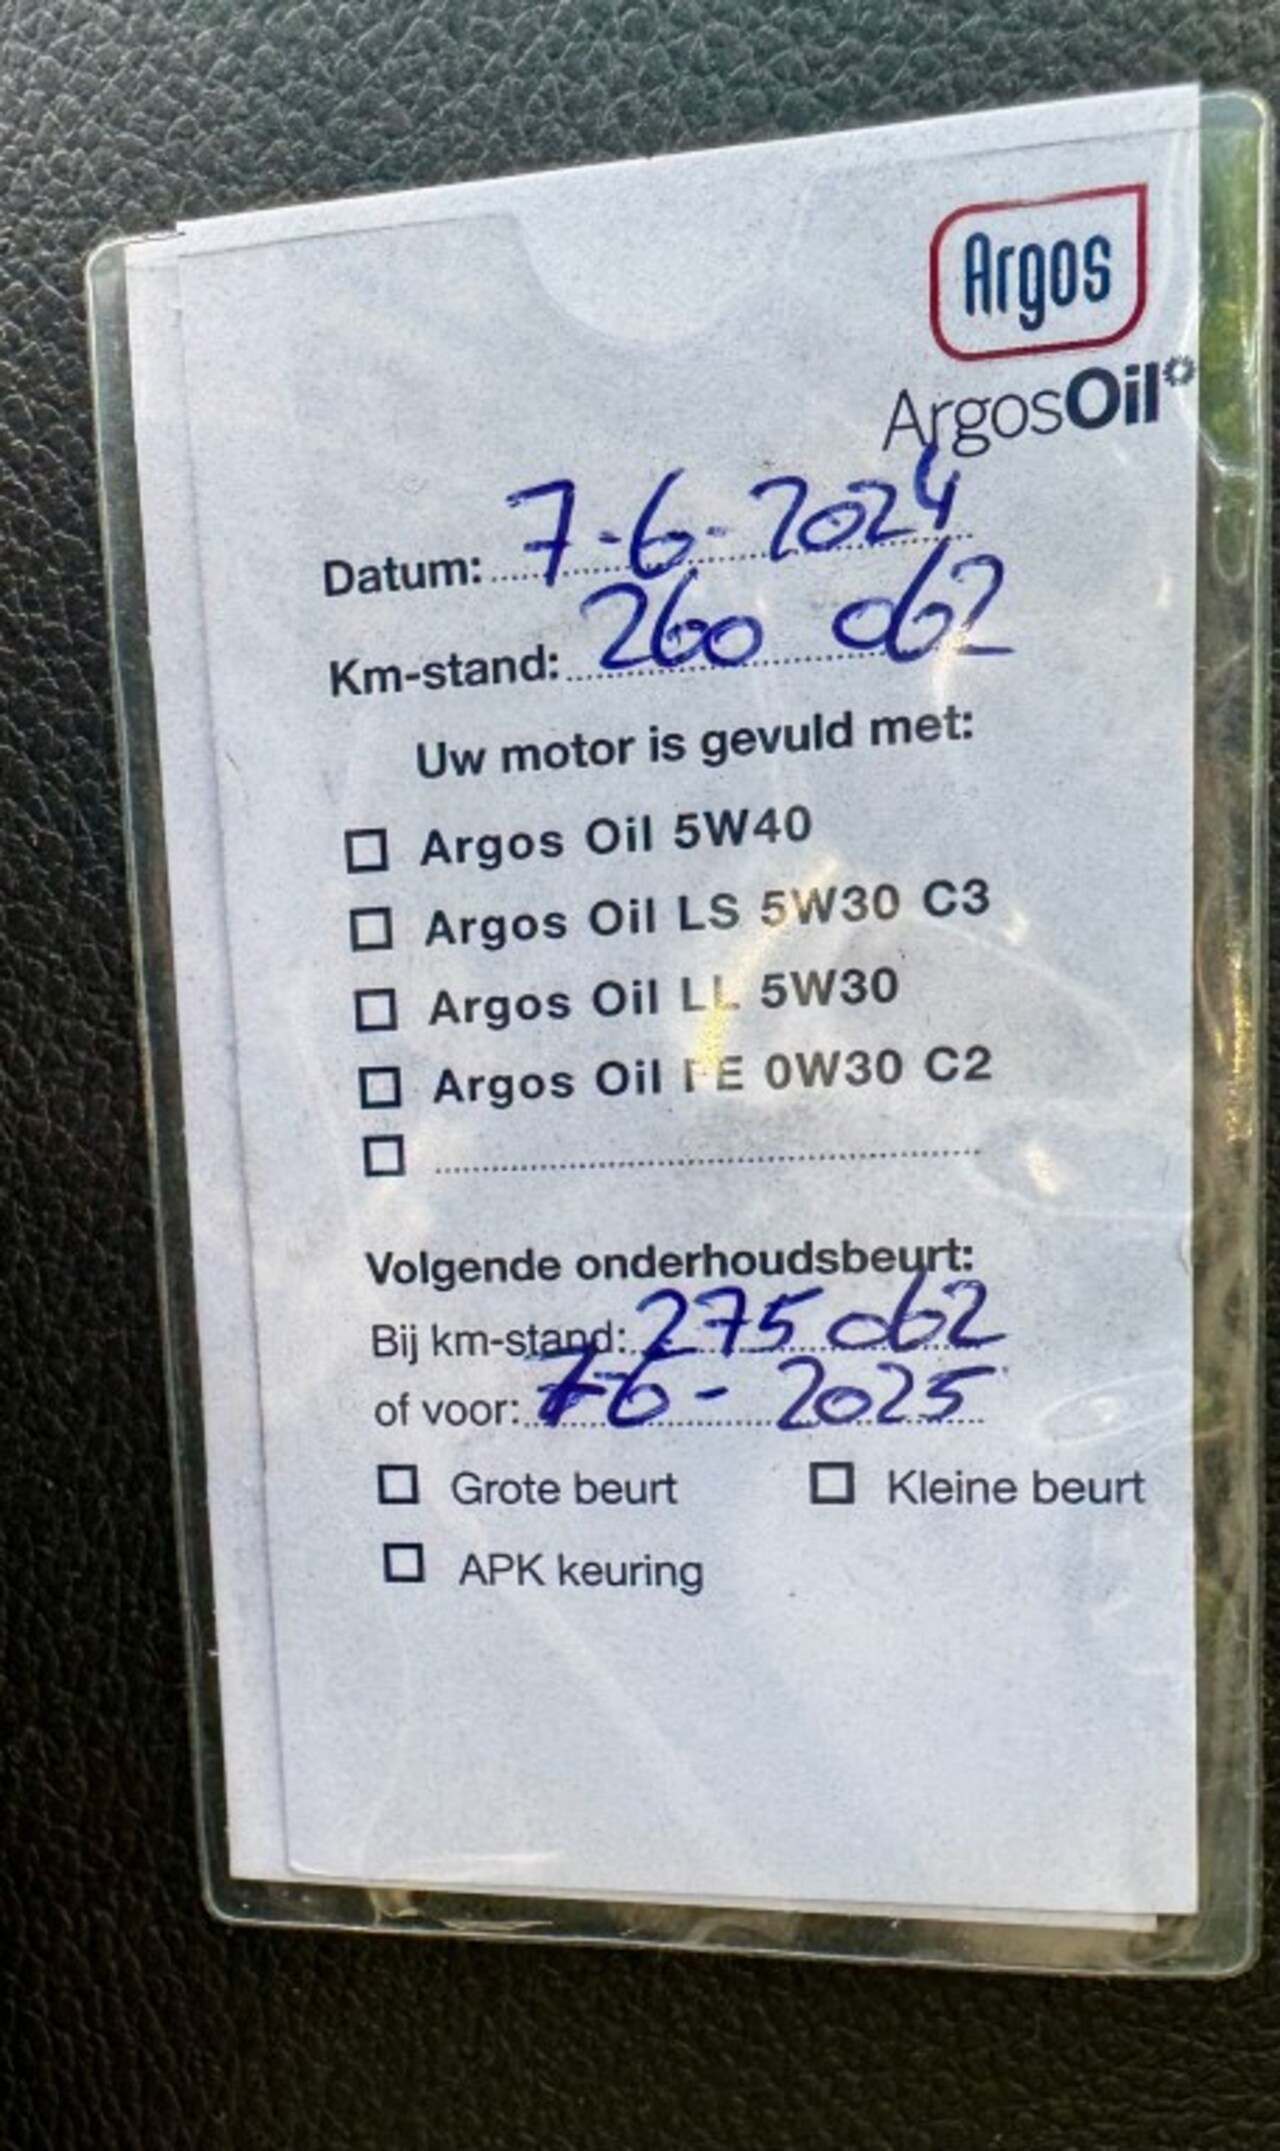 Argos
ArgosOil
Datum: 7-6-2024
Km-stand: 260 062
Uw motor is gevuld met:
☐ Argos Oil 5W40
☐ Argos Oil LS 5W30 C3
☐ Argos Oil LL 5W30
☐ Argos Oil FE 0W30 C2
☐
Volgende onderhoudsbeurt:
Bij km-stand: 275 062
of voor: 7-6-2025
☐ Grote beurt ☐ Kleine beurt
☐ APK keuring